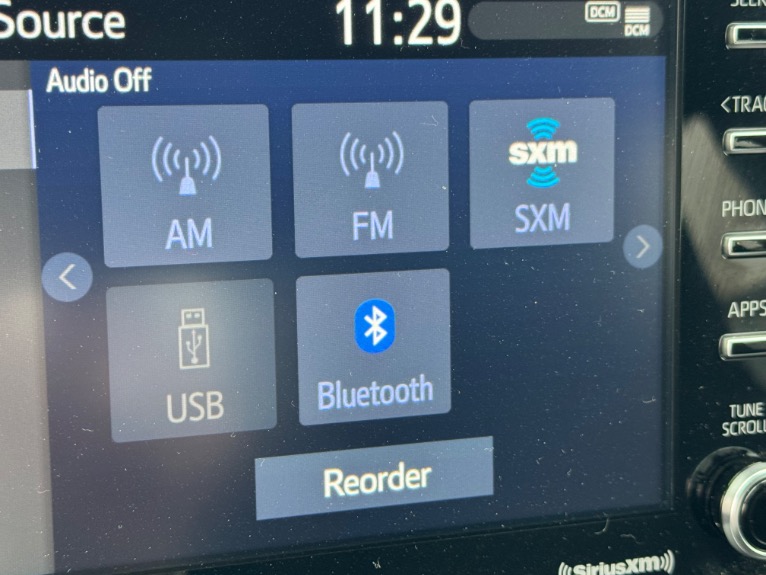 Source
11:29
DCM
DCM
Audio Off
AM
FM
sxm
SXM
USB
Bluetooth
Reorder
SiriusXM
<TRAC
PHON
APPS
TUNE
SCROLL